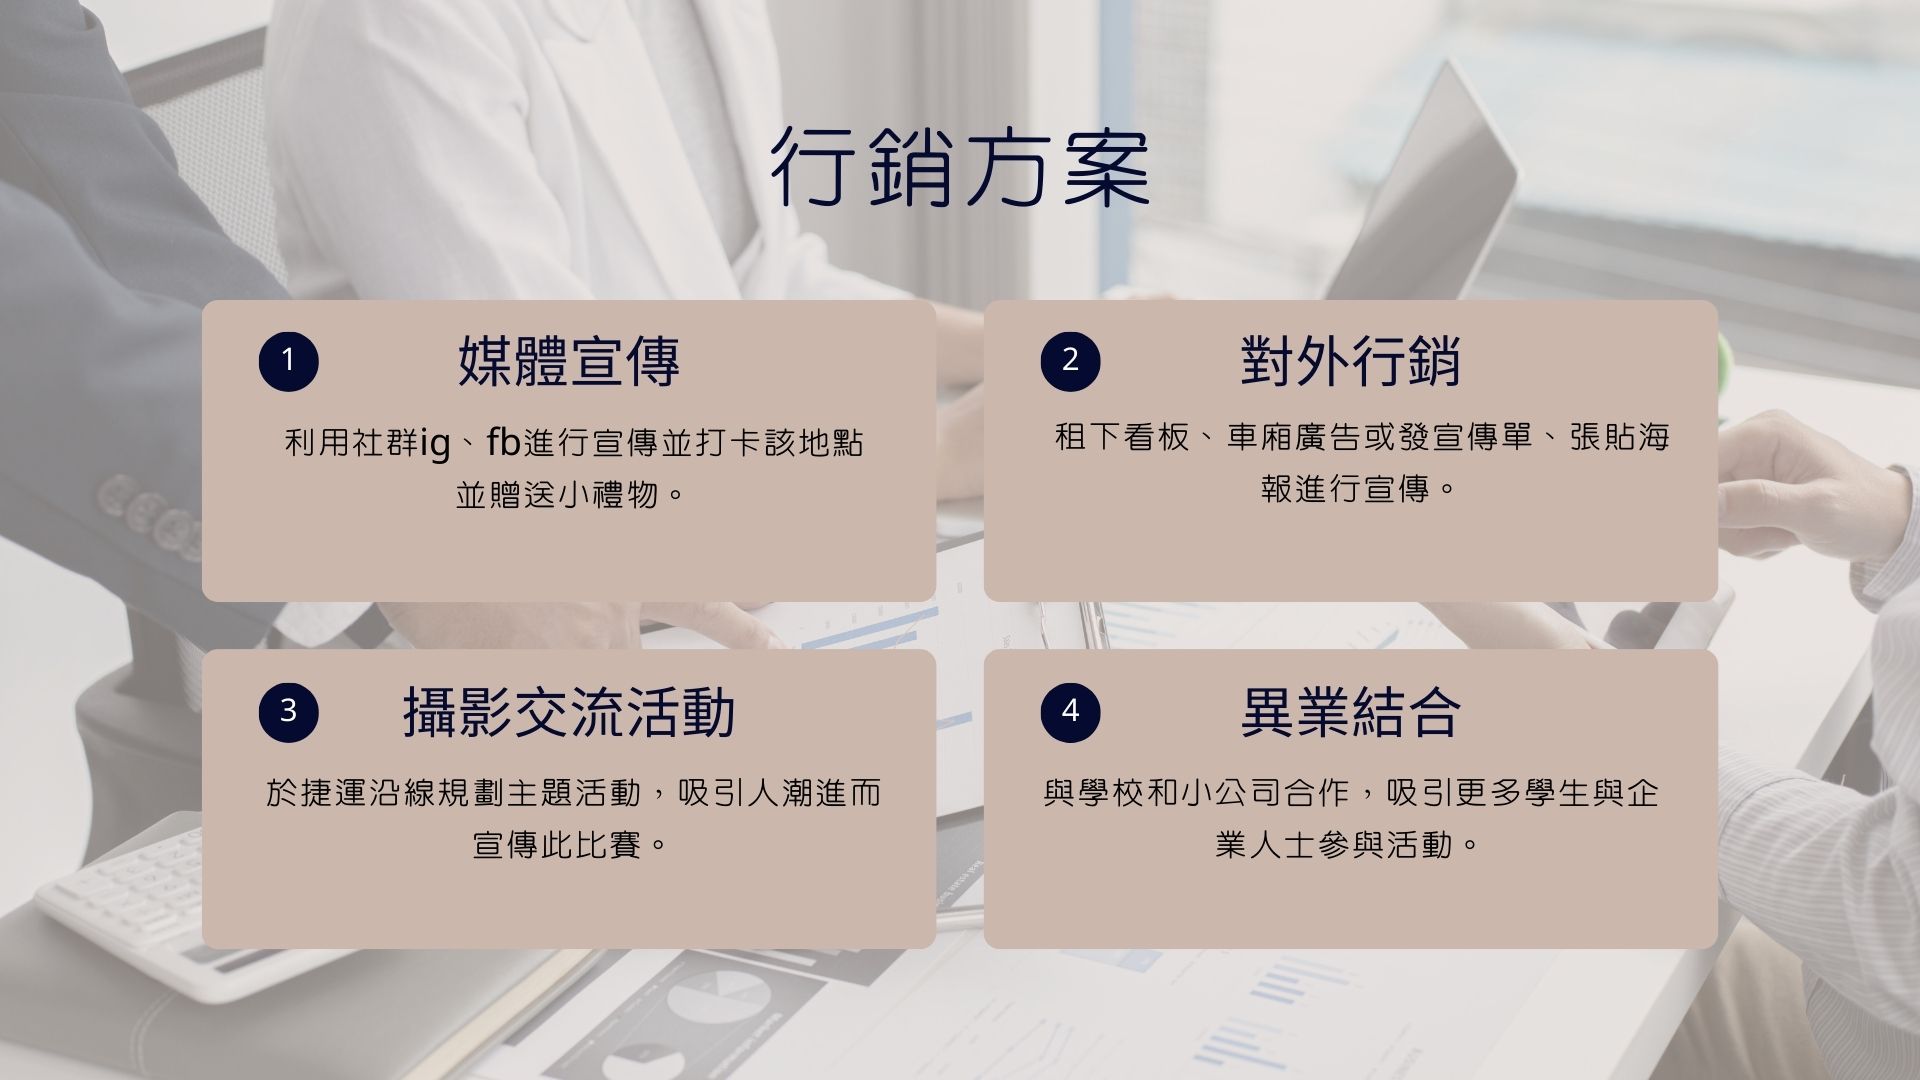 行銷方案
1
媒體宣傳
利用社群ig、fb進行宣傳並打卡該地點
並贈送小禮物。
2
對外行銷
租下看板、車廂廣告或發宣傳單、張貼海
報進行宣傳。
3
攝影交流活動
於捷運沿線規劃主題活動，吸引人潮進而
宣傳此比賽。
4
異業結合
與學校和小公司合作，吸引更多學生與企
業人士參與活動。